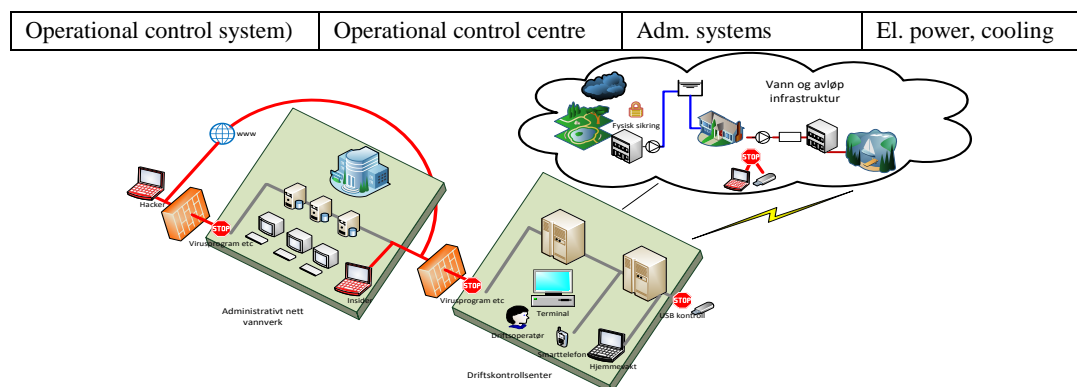 Operational control system)
Operational control centre
Adm. systems
El. power, cooling
Vann og avløp
infrastruktur
Fysisk sikring
STOP
www
Hacker
STOP
Virusprogram etc
Insider
Administrativt nett
vannverk
STOP
Virusprogram etc
Terminal
Driftsoperatør
Smarttelefon
Hjemmevakt
STOP
USB kontroll
Driftskontrollsenter